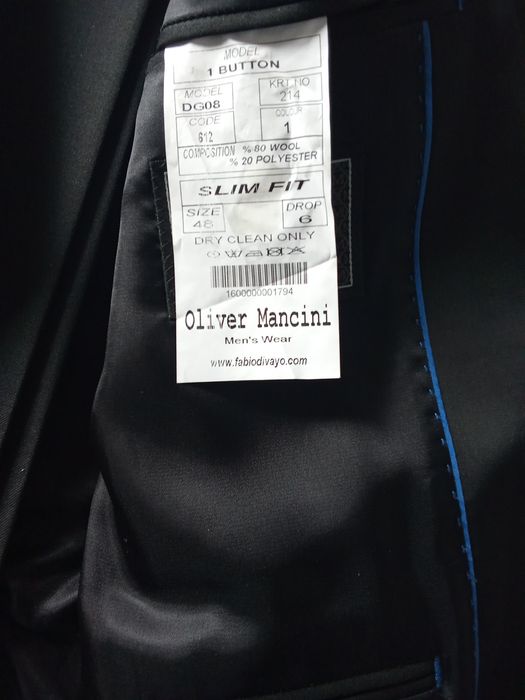 MODEL
1 BUTTON
MODEL
DG08
KRT NO
214
CODE
612
COLOUR
1
COMPOSITION % 80 WOOL
% 20 POLYESTER
SLIM FIT
SIZE
48
DROP
6
DRY CLEAN ONLY
1600000001794
Oliver Mancini
Men's Wear
www.fabiodivayo.com